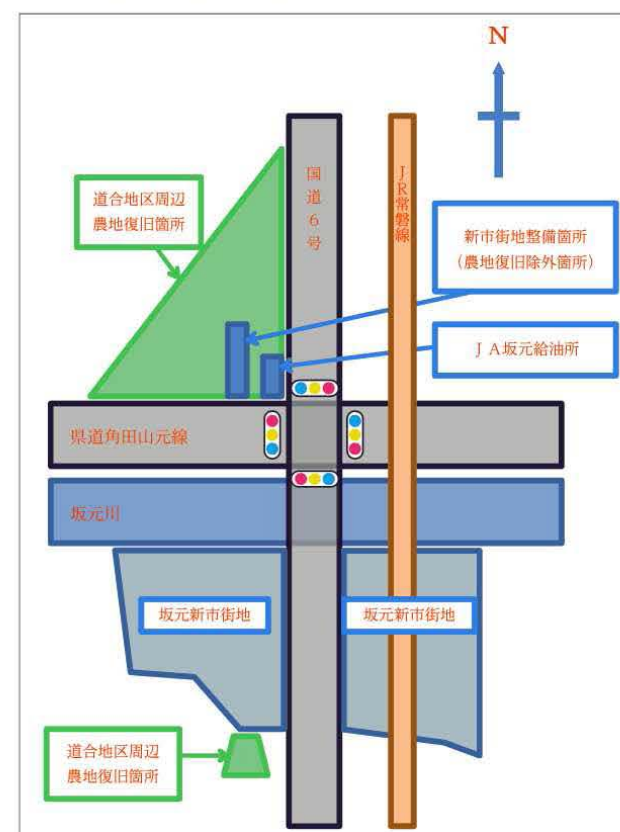 N
国道6号
JR常磐線
道合地区周辺
農地復旧箇所
新市街地整備箇所
（農地復旧除外箇所）
ＪＡ坂元給油所
県道角田山元線
坂元川
坂元新市街地
坂元新市街地
道合地区周辺
農地復旧箇所